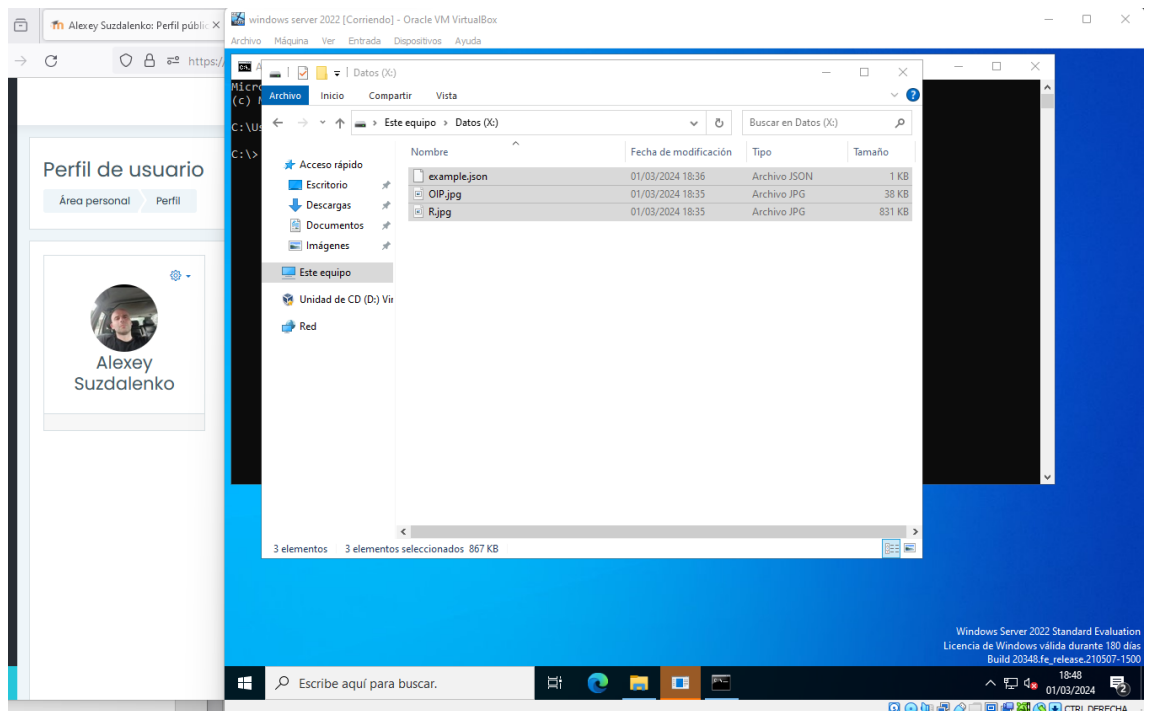 Alexey Suzdalenko: Perfil públic
https:/
Perfil de usuario
Área personal Perfil
Alexey
Suzdalenko
windows server 2022 [Corriendo] - Oracle VM VirtualBox
Archivo Máquina Ver Entrada Dispositivos Ayuda
Micro
(c) M
C:\Us
C:\>
Datos (X:)
Archivo Inicio Compartir Vista
Este equipo > Datos (X:)
Buscar en Datos (X:)
Nombre Fecha de modificación Tipo Tamaño
Acceso rápido
Escritorio
Descargas
Documentos
Imágenes
Este equipo
Unidad de CD (D:) Vir
Red
example.json 01/03/2024 18:36 Archivo JSON 1 KB
OIP.jpg 01/03/2024 18:35 Archivo JPG 38 KB
R.jpg 01/03/2024 18:35 Archivo JPG 831 KB
3 elementos 3 elementos seleccionados 867 KB
Windows Server 2022 Standard Evaluation
Licencia de Windows válida durante 180 días
Build 20348.fe_release.210507-1500
Escribe aquí para buscar.
18:48
01/03/2024
2
CTRL DERECHA